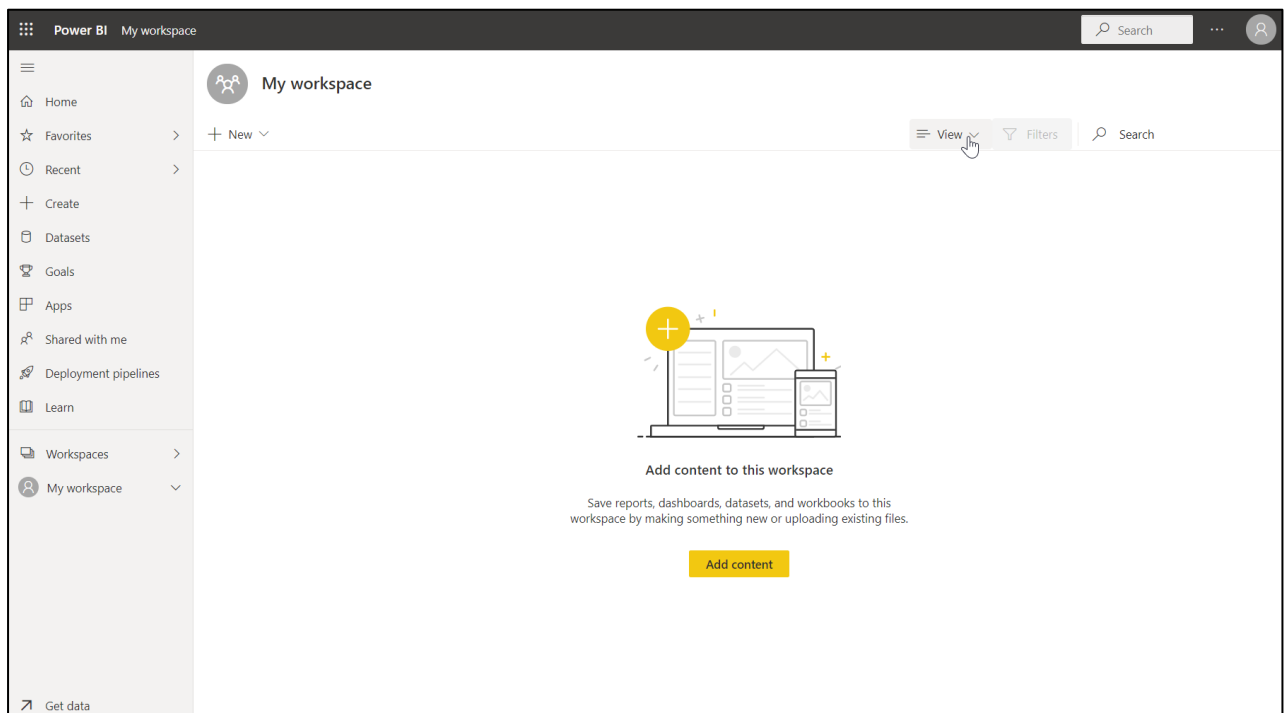 Power BI My workspace
Search
My workspace
Home
Favorites
New
View
Filters
Search
Recent
Create
Datasets
Goals
Apps
Shared with me
Deployment pipelines
Learn
Workspaces
My workspace
Add content to this workspace
Save reports, dashboards, datasets, and workbooks to this
workspace by making something new or uploading existing files.
Add content
Get data